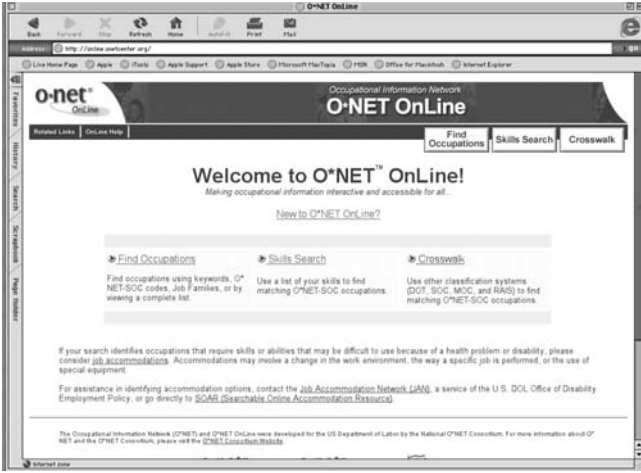 O*NET OnLine
Back Forward Stop Refresh Home AutoFill Print Mail
Address http://online.onetcenter.org/ go
Live Home Page Apple iTools Apple Support Apple Store Microsoft MacTopia MSN Office for Macintosh Internet Explorer
Favorites
History
Search
Scrapbook
Page Holder
o·net
OnLine
Occupational Information Network
O*NET OnLine
Related Links OnLine Help
Find Occupations Skills Search Crosswalk
Welcome to O*NET™ OnLine!
Making occupational information interactive and accessible for all...
New to O*NET OnLine?
Find Occupations
Find occupations using keywords, O*
NET-SOC codes, Job Families, or by
viewing a complete list.
Skills Search
Use a list of your skills to find
matching O*NET-SOC occupations.
Crosswalk
Use other classification systems
(DOT, SOC, MOC, and RAIS) to find
matching O*NET-SOC occupations.
If your search identifies occupations that require skills or abilities that may be difficult to use because of a health problem or disability, please
consider job accommodations. Accommodations may involve a change in the work environment, the way a specific job is performed, or the use of
special equipment.
For assistance in identifying accommodation options, contact the Job Accommodation Network (JAN), a service of the U.S. DOL Office of Disability
Employment Policy, or go directly to SOAR (Searchable Online Accommodation Resource).
The Occupational Information Network (O*NET) and O*NET OnLine were developed for the US Department of Labor by the National O*NET Consortium. For more information about O*
NET and the O*NET Consortium, please visit the O*NET Consortium Website.
Internet zone